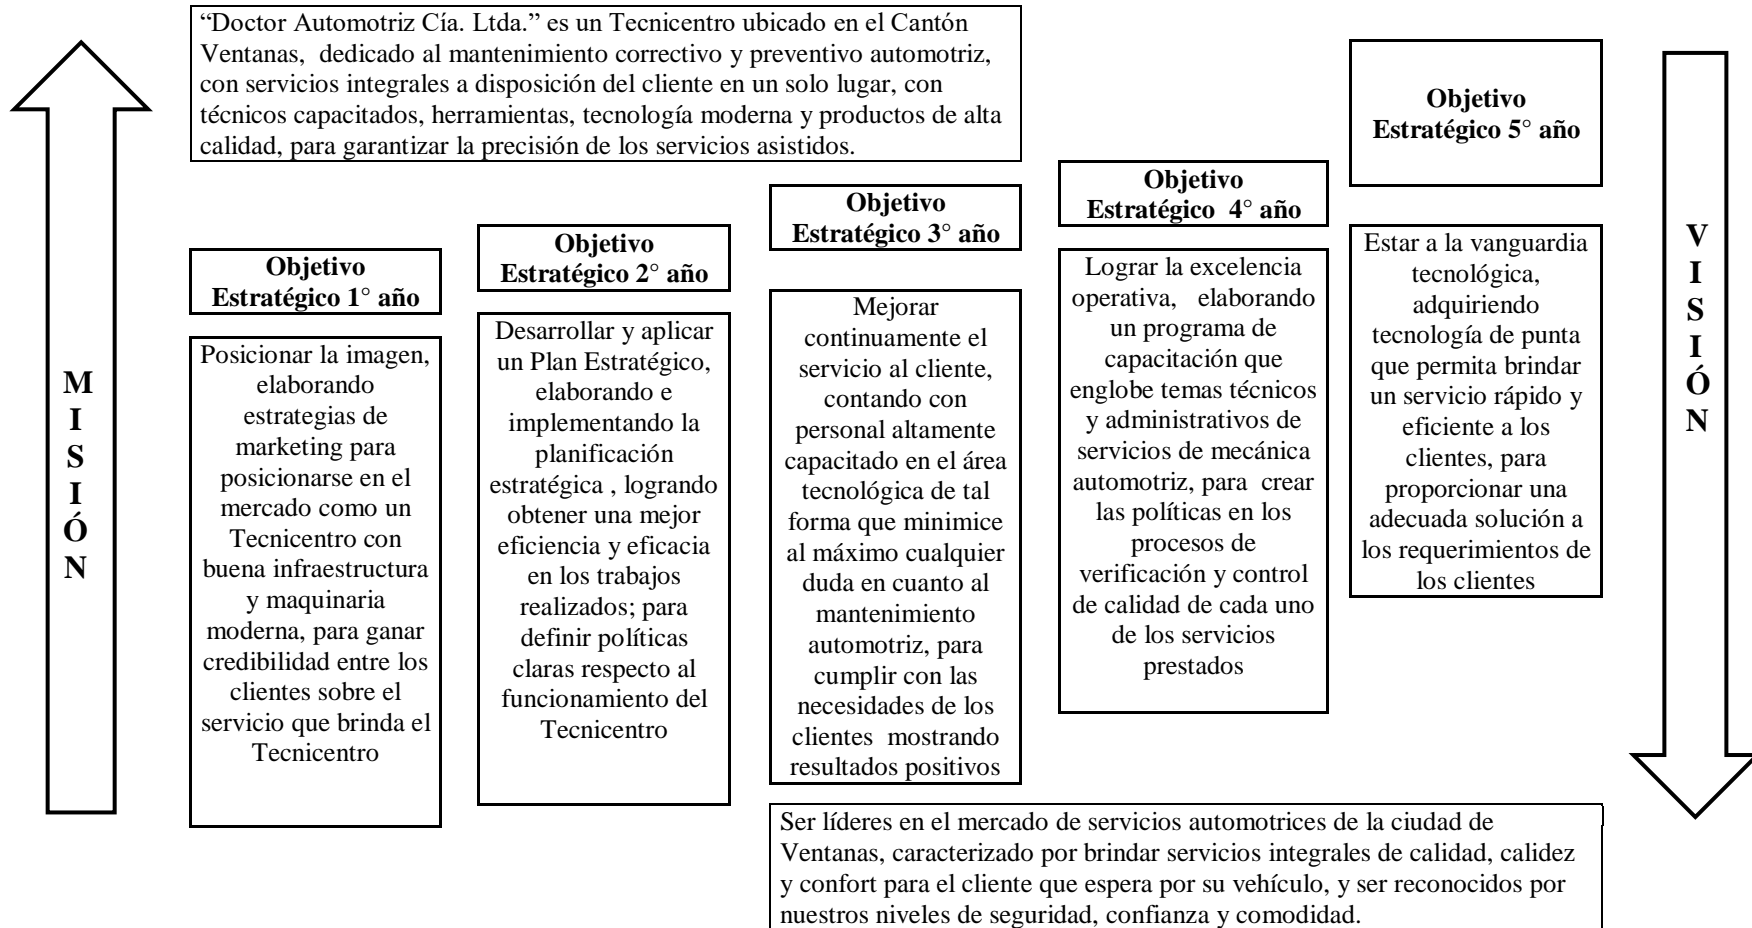 “Doctor Automotriz Cía. Ltda.” es un Tecnicentro ubicado en el Cantón
Ventanas, dedicado al mantenimiento correctivo y preventivo automotriz,
con servicios integrales a disposición del cliente en un solo lugar, con
técnicos capacitados, herramientas, tecnología moderna y productos de alta
calidad, para garantizar la precisión de los servicios asistidos.
M
I
S
I
Ó
N
Objetivo
Estratégico 1° año
Posicionar la imagen,
elaborando
estrategias de
marketing para
posicionarse en el
mercado como un
Tecnicentro con
buena infraestructura
y maquinaria
moderna, para ganar
credibilidad entre los
clientes sobre el
servicio que brinda el
Tecnicentro
Objetivo
Estratégico 2° año
Desarrollar y aplicar
un Plan Estratégico,
elaborando e
implementando la
planificación
estratégica , logrando
obtener una mejor
eficiencia y eficacia
en los trabajos
realizados; para
definir políticas
claras respecto al
funcionamiento del
Tecnicentro
Objetivo
Estratégico 3° año
Mejorar
continuamente el
servicio al cliente,
contando con
personal altamente
capacitado en el área
tecnológica de tal
forma que minimice
al máximo cualquier
duda en cuanto al
mantenimiento
automotriz, para
cumplir con las
necesidades de los
clientes mostrando
resultados positivos
Objetivo
Estratégico 4° año
Lograr la excelencia
operativa, elaborando
un programa de
capacitación que
englobe temas técnicos
y administrativos de
servicios de mecánica
automotriz, para crear
las políticas en los
procesos de
verificación y control
de calidad de cada uno
de los servicios
prestados
Objetivo
Estratégico 5° año
Estar a la vanguardia
tecnológica,
adquiriendo
tecnología de punta
que permita brindar
un servicio rápido y
eficiente a los
clientes, para
proporcionar una
adecuada solución a
los requerimientos de
los clientes
V
I
S
I
Ó
N
Ser líderes en el mercado de servicios automotrices de la ciudad de
Ventanas, caracterizado por brindar servicios integrales de calidad, calidez
y confort para el cliente que espera por su vehículo, y ser reconocidos por
nuestros niveles de seguridad, confianza y comodidad.